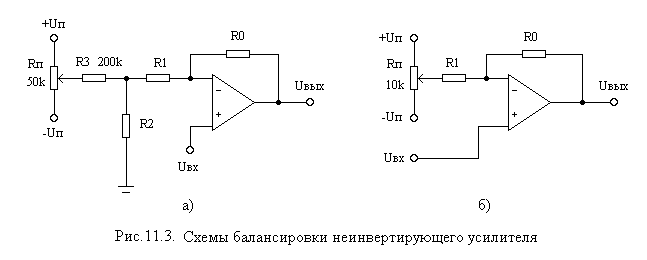 +Uп
Rп
50k
-Uп
R3 200k
R1
R2
R0
Uвх
Uвых
а)
+Uп
Rп
10k
-Uп
R1
R0
Uвх
Uвых
б)
Рис.11.3. Схемы балансировки неинвертирующего усилителя